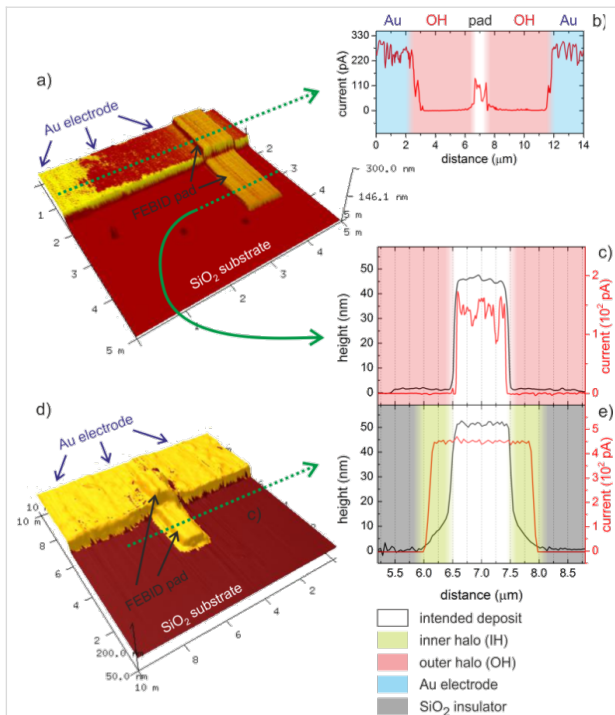 Au OH pad OH Au
b)
330
220
110
0
current (pA)
0 2 4 6 8 10 12 14
distance (μm)
a)
Au electrode
FEBID pad
SiO2 substrate
300.0 nm
146.1 nm
1
2
3
4
5 m
1
2
3
4
5 m
c)
50
40
30
20
10
0
height (nm)
2
1
0
current (10² pA)
d)
Au electrode
FEBID pad
c)
SiO2 substrate
10 m
8
6
4
2
200.0 nm
50.0 nm
10 m
8
6
4
2
e)
50
40
30
20
10
0
height (nm)
5
4
3
2
1
0
current (10² pA)
5.5 6.0 6.5 7.0 7.5 8.0 8.5
distance (μm)
intended deposit
inner halo (IH)
outer halo (OH)
Au electrode
SiO2 insulator